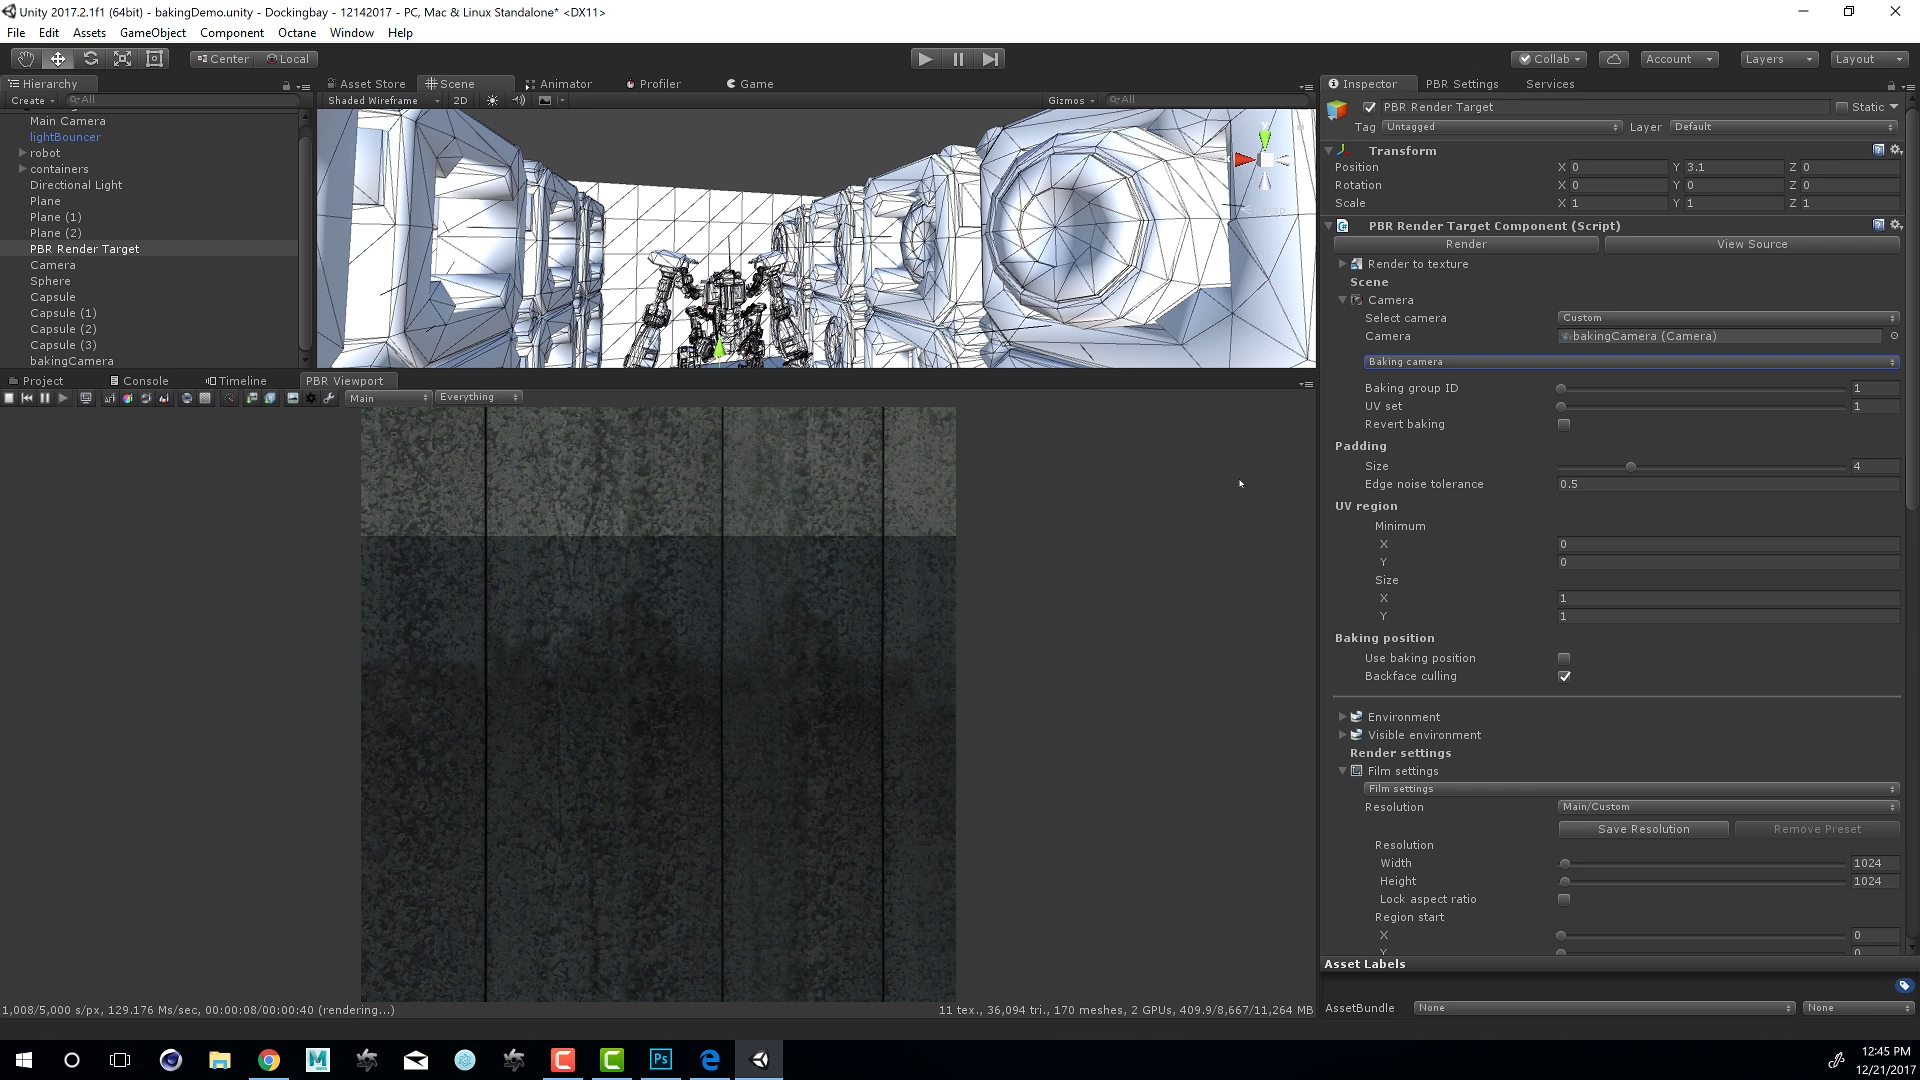 Unity 2017.2.1f1 (64bit) - bakingDemo.unity - Dockingbay - 12142017 - PC, Mac & Linux Standalone* <DX11>
File Edit Assets GameObject Component Octane Window Help
Center Local
Collab Account Layers Layout
Hierarchy
Create All
Main Camera
lightBouncer
robot
containers
Directional Light
Plane
Plane (1)
Plane (2)
PBR Render Target
Camera
Sphere
Capsule
Capsule (1)
Capsule (2)
Capsule (3)
bakingCamera
Asset Store Scene Animator Profiler Game
Shaded Wireframe 2D Gizmos All
Project Console Timeline PBR Viewport
Main Everything
1,008/5,000 s/px, 129.176 Ms/sec, 00:00:08/00:00:40 (rendering...)
11 tex., 36,094 tri., 170 meshes, 2 GPUs, 409.9/8,667/11,264 MB
Inspector PBR Settings Services
PBR Render Target Static
Tag Untagged Layer Default
Transform
Position X 0 Y 3.1 Z 0
Rotation X 0 Y 0 Z 0
Scale X 1 Y 1 Z 1
PBR Render Target Component (Script)
Render View Source
Render to texture
Scene
Camera
Select camera Custom
Camera bakingCamera (Camera)
Baking camera
Baking group ID 1
UV set 1
Revert baking
Padding
Size 4
Edge noise tolerance 0.5
UV region
Minimum
X 0
Y 0
Size
X 1
Y 1
Baking position
Use baking position
Backface culling
Environment
Visible environment
Render settings
Film settings
Film settings
Resolution Main/Custom
Save Resolution Remove Preset
Resolution
Width 1024
Height 1024
Lock aspect ratio
Region start
X 0
Y 0
Asset Labels
AssetBundle None None
Ps
12:45 PM
12/21/2017